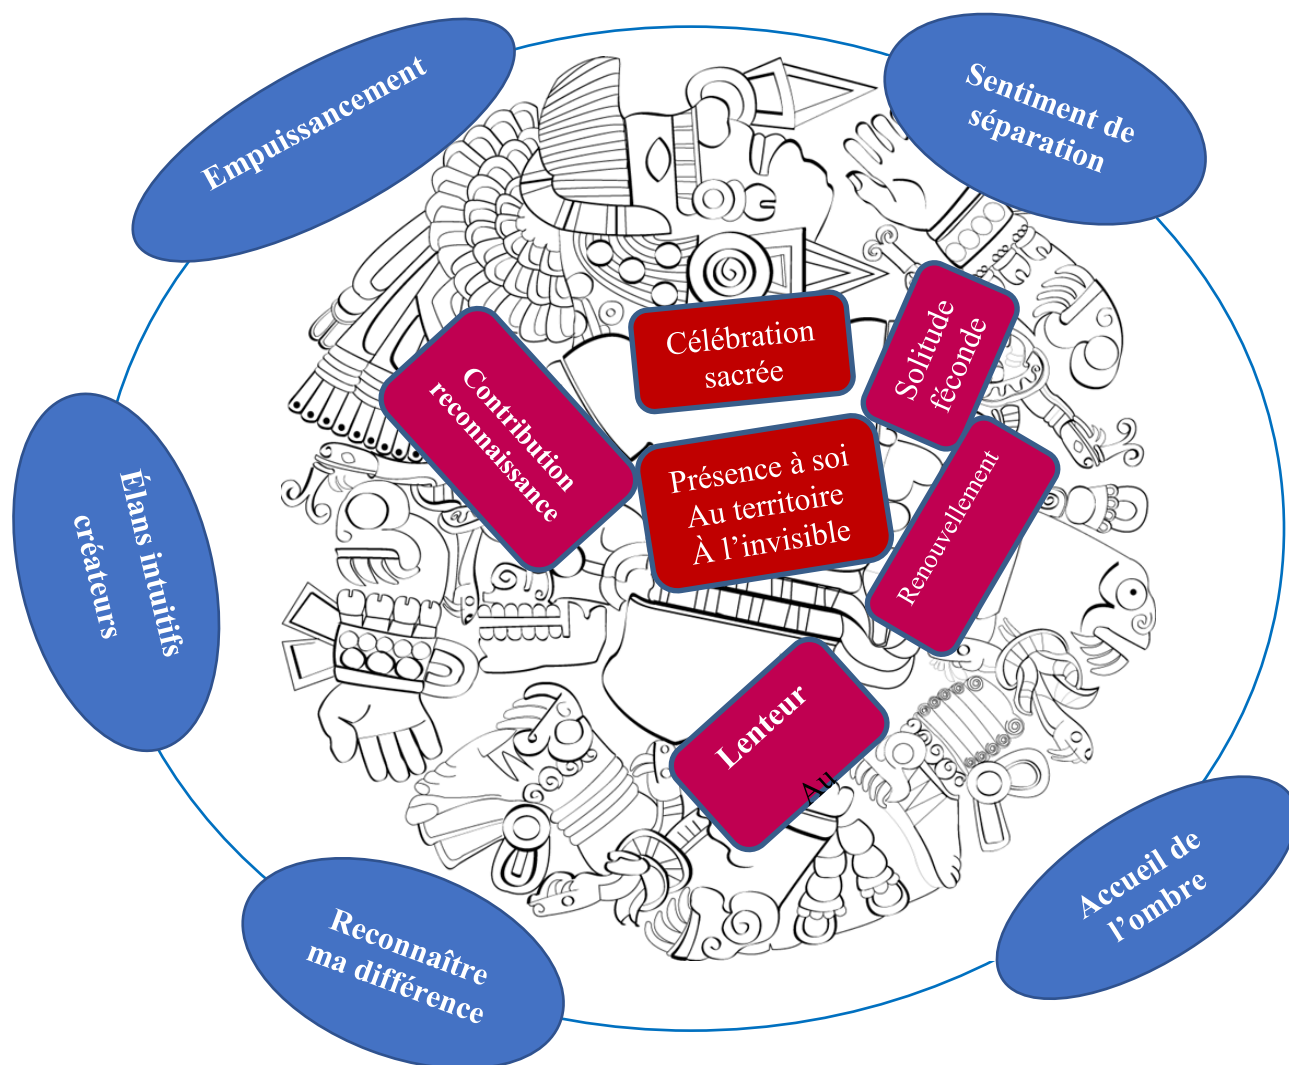 Empuissancement
Sentiment de
séparation
Célébration
sacrée
Solitude
féconde
Contribution
reconnaissance
Présence à soi
Au territoire
À l’invisible
Renouvellement
Élans intuitifs
créateurs
Lenteur
Au
Accueil de
l’ombre
Reconnaître
ma différence